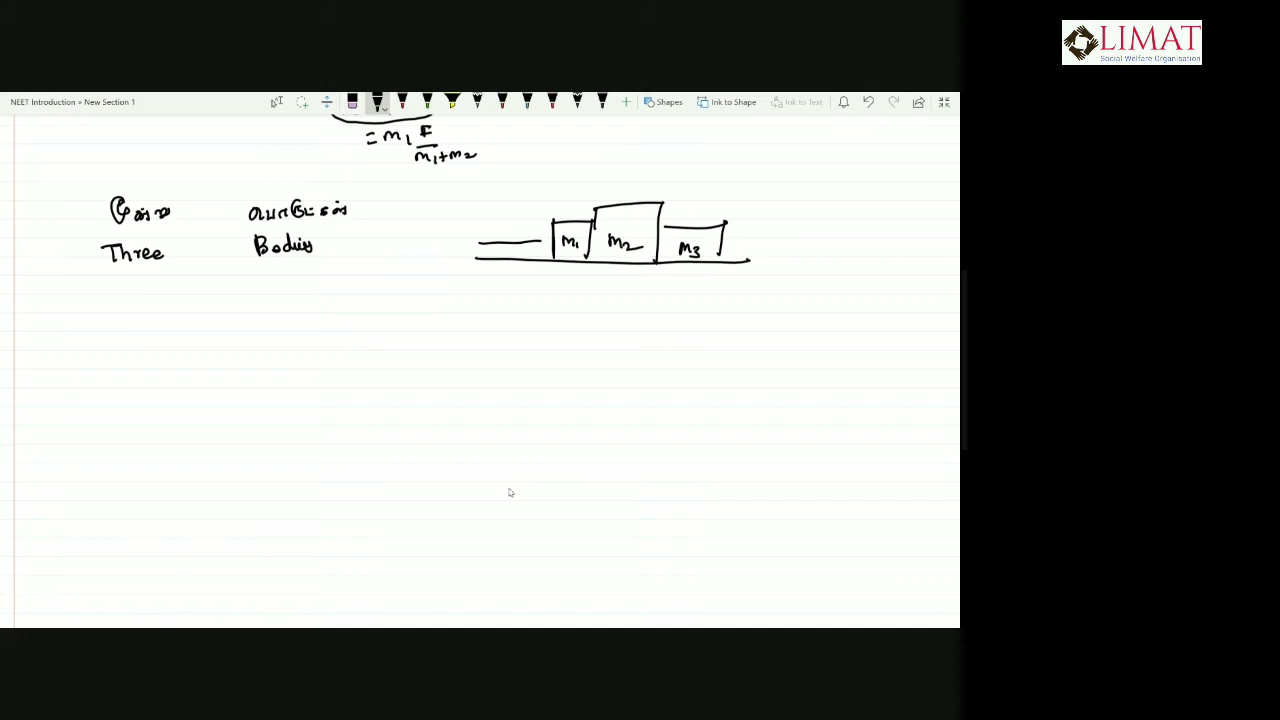 LIMAT
Social Welfare Organisation
NEET Introduction » New Section 1
Shapes
Ink to Shape
Ink to Text
= m1 F
m1+m2
Three Bodies
m1 m2 m3